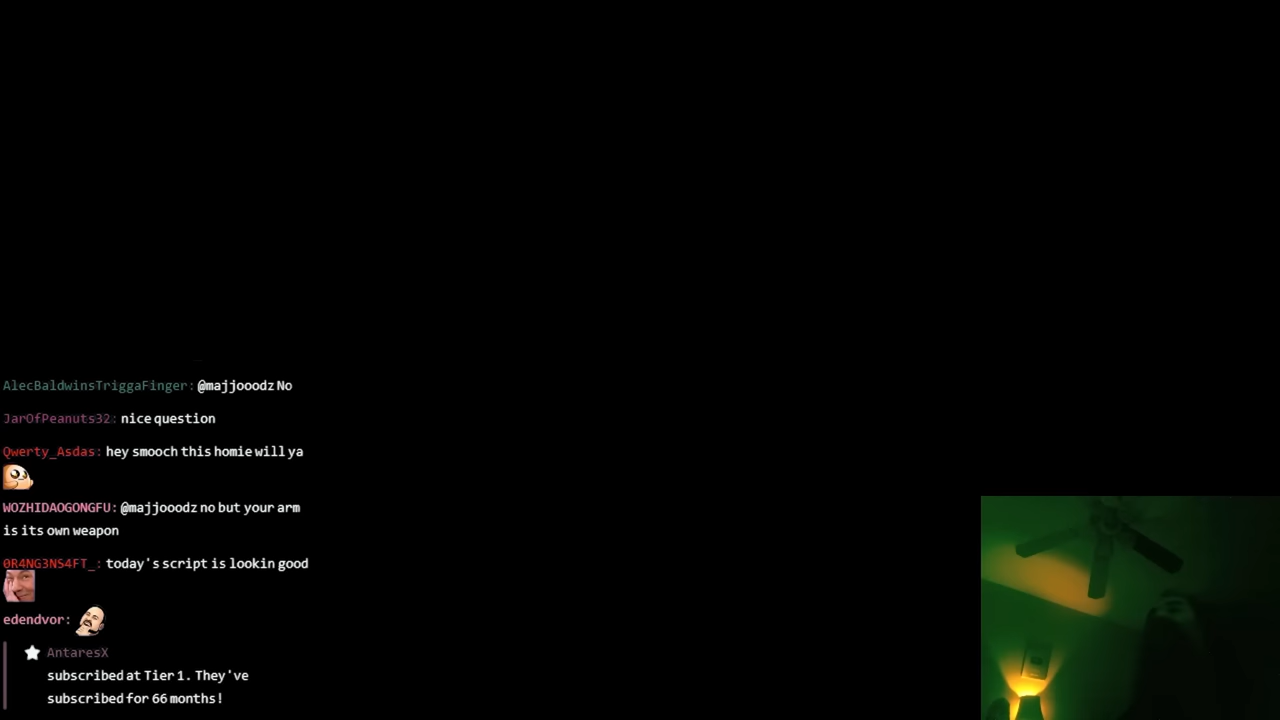 AlecBaldwinsTriggaFinger: @majjooodz No
JarOfPeanuts32: nice question
Qwerty_Asdas: hey smooch this homie will ya
WOZHIDAOGONGFU: @majjooodz no but your arm
is its own weapon
0R4NG3NS4FT_: today's script is lookin good
edendvor:
AntaresX
subscribed at Tier 1. They've
subscribed for 66 months!